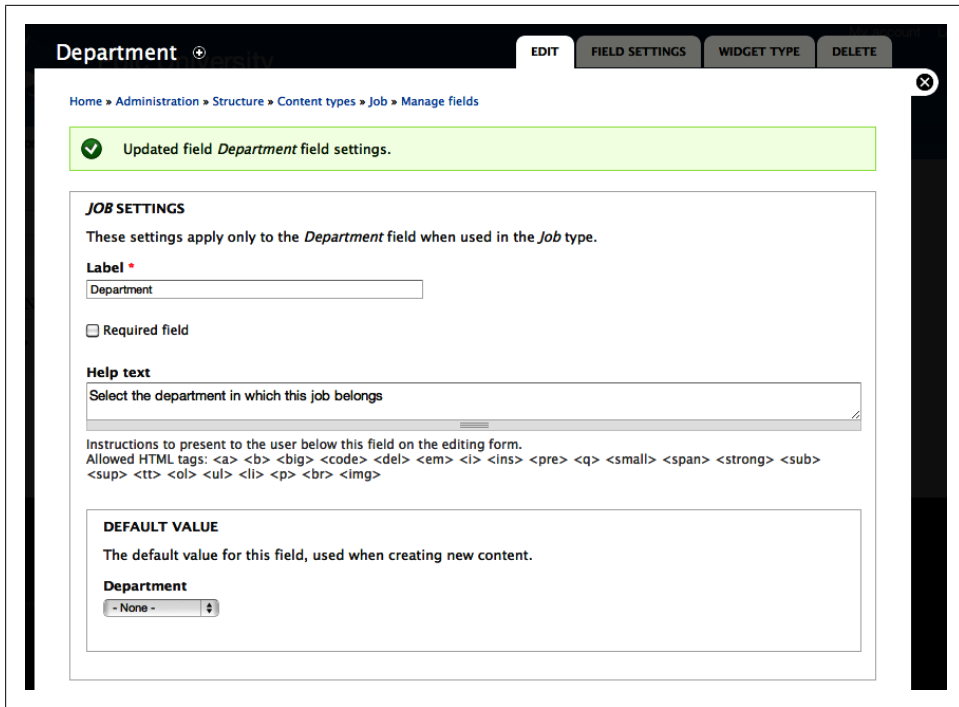 Department
EDIT
FIELD SETTINGS
WIDGET TYPE
DELETE
Home » Administration » Structure » Content types » Job » Manage fields
Updated field Department field settings.
JOB SETTINGS
These settings apply only to the Department field when used in the Job type.
Label *
Department
Required field
Help text
Select the department in which this job belongs
Instructions to present to the user below this field on the editing form.
Allowed HTML tags: <a> <b> <big> <code> <del> <em> <i> <ins> <pre> <q> <small> <span> <strong> <sub>
<sup> <tt> <ol> <ul> <li> <p> <br> <img>
DEFAULT VALUE
The default value for this field, used when creating new content.
Department
- None -